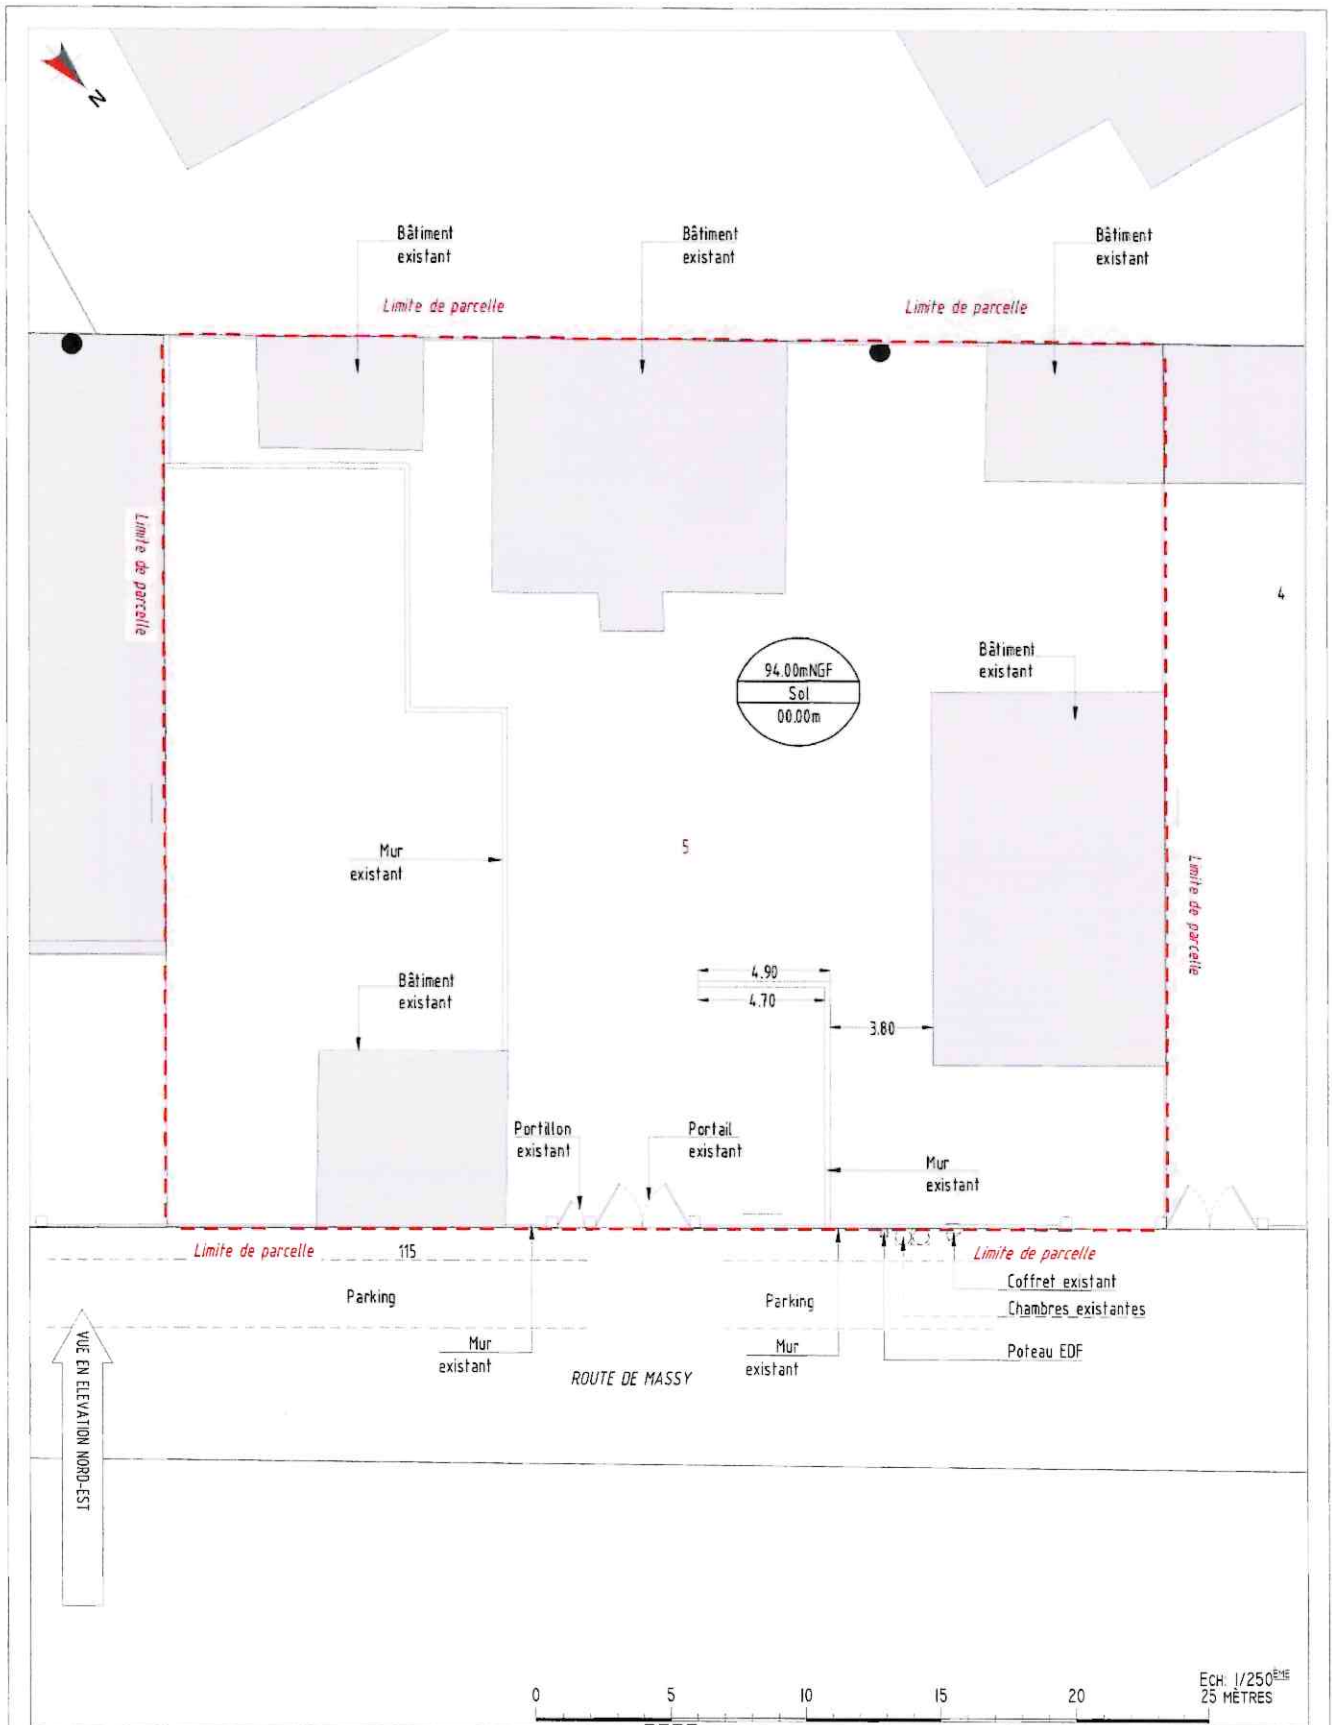 N
Bâtiment
existant
Bâtiment
existant
Bâtiment
existant
Limite de parcelle
Limite de parcelle
Limite de parcelle
4
Bâtiment
existant
94.00mNGF
Sol
00.00m
Mur
existant
5
Limite de parcelle
4.90
4.70
3.80
Bâtiment
existant
Portillon
existant
Portail
existant
Mur
existant
Limite de parcelle
115
Limite de parcelle
Coffret existant
Chambres existantes
Poteau EDF
Parking
Parking
Mur
existant
Mur
existant
ROUTE DE MASSY
VUE EN ELEVATION NORD-EST
ECH: 1/250ÈME
0 5 10 15 20 25 MÈTRES